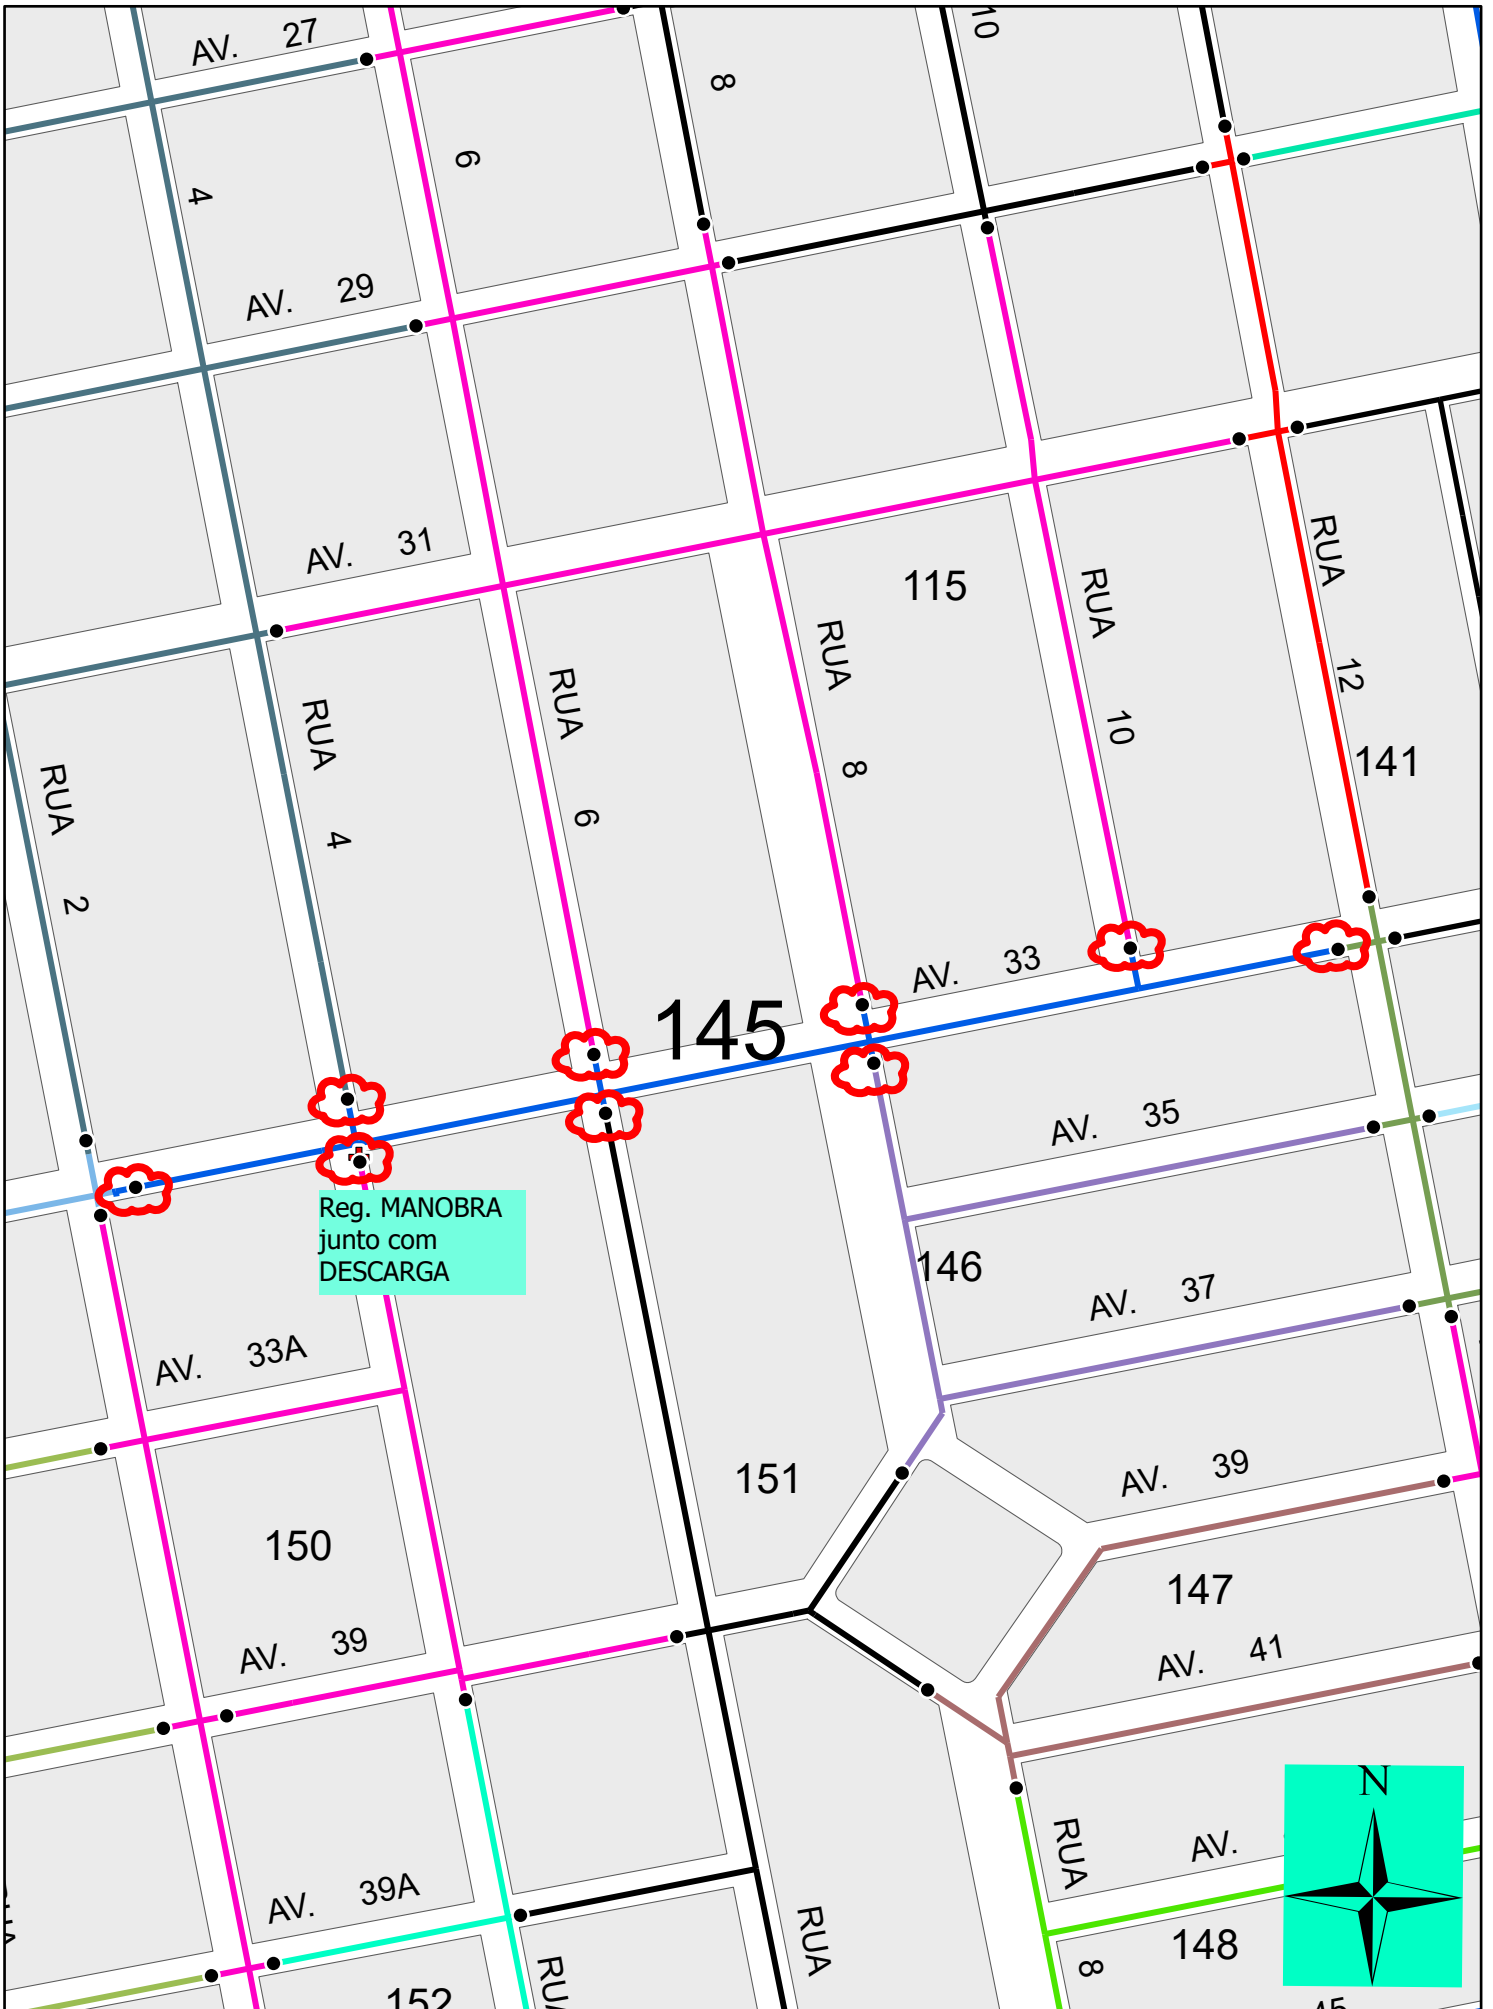 AV. 27
8
10
6
4
AV. 29
AV. 31
115
RUA 12
RUA 10
RUA 8
RUA 6
RUA 4
141
RUA 2
AV. 33
145
AV. 35
Reg. MANOBRA
junto com
DESCARGA
146
AV. 37
AV. 33A
AV. 39
151
150
147
AV. 39
AV. 41
N
RUA 8
AV.
AV. 39A
RUA
148
RUA
152